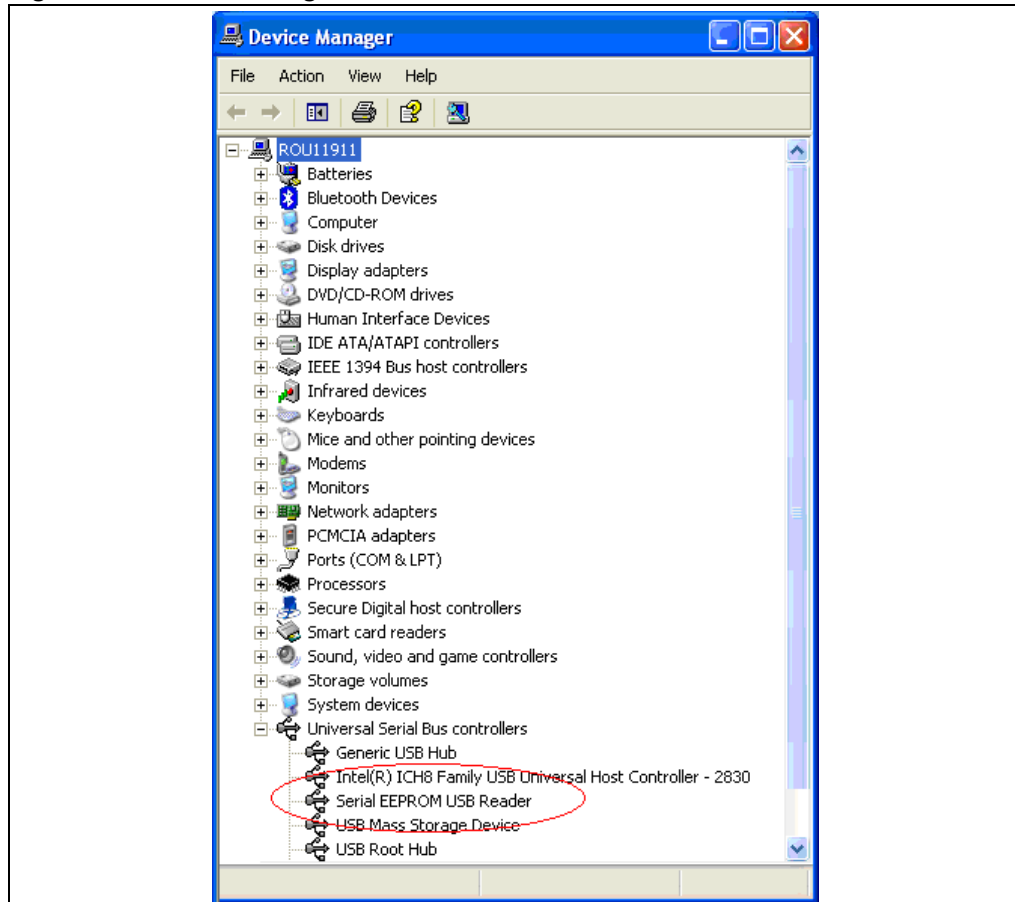 Device Manager
File Action View Help
ROU11911
Batteries
Bluetooth Devices
Computer
Disk drives
Display adapters
DVD/CD-ROM drives
Human Interface Devices
IDE ATA/ATAPI controllers
IEEE 1394 Bus host controllers
Infrared devices
Keyboards
Mice and other pointing devices
Modems
Monitors
Network adapters
PCMCIA adapters
Ports (COM & LPT)
Processors
Secure Digital host controllers
Smart card readers
Sound, video and game controllers
Storage volumes
System devices
Universal Serial Bus controllers
Generic USB Hub
Intel(R) ICH8 Family USB Universal Host Controller - 2830
Serial EEPROM USB Reader
USB Mass Storage Device
USB Root Hub